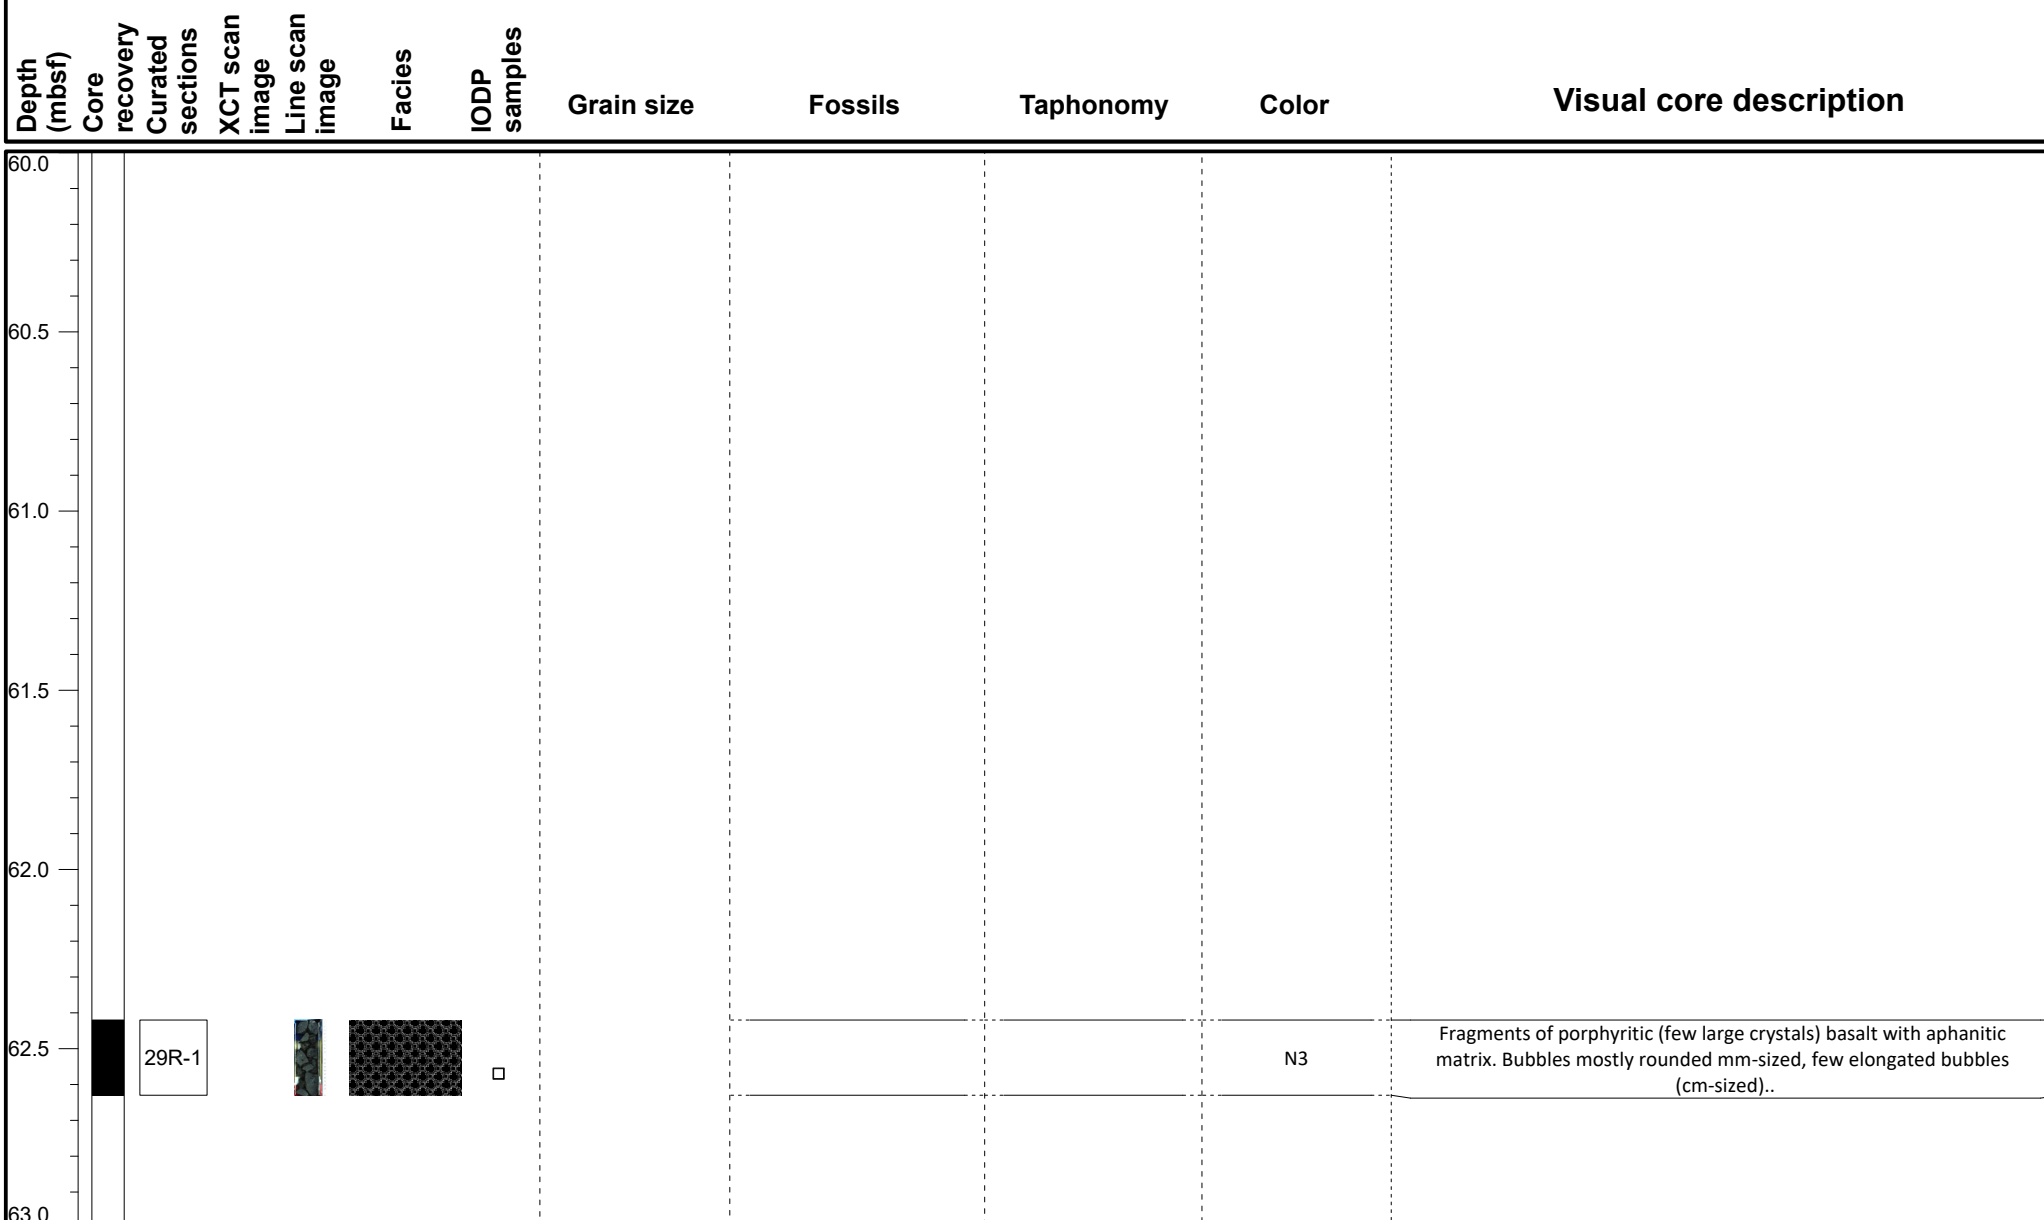 Depth
(mbsf)
Core
recovery
Curated
sections
XCT scan
image
Line scan
image
Facies
IODP
samples
Grain size
Fossils
Taphonomy
Color
Visual core description
60.0
60.5
61.0
61.5
62.0
62.5
29R-1
N3
Fragments of porphyritic (few large crystals) basalt with aphanitic
matrix. Bubbles mostly rounded mm-sized, few elongated bubbles
(cm-sized)..
63.0